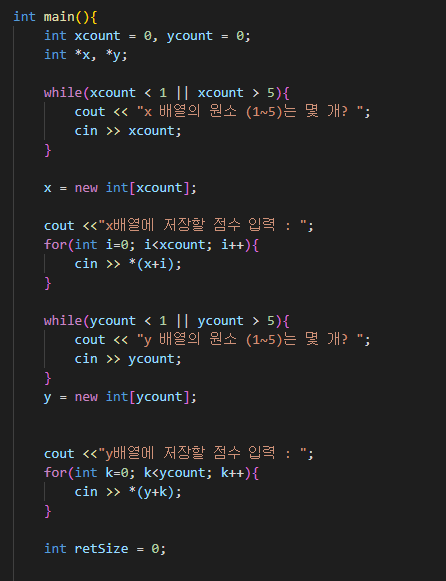 int main(){
int xcount = 0, ycount = 0;
int *x, *y;
while(xcount < 1 || xcount > 5){
cout << "x 배열의 원소 (1~5)는 몇 개? ";
cin >> xcount;
}
x = new int[xcount];
cout <<"x배열에 저장할 점수 입력 : ";
for(int i=0; i<xcount; i++){
cin >> *(x+i);
}
while(ycount < 1 || ycount > 5){
cout << "y 배열의 원소 (1~5)는 몇 개? ";
cin >> ycount;
}
y = new int[ycount];
cout <<"y배열에 저장할 점수 입력 : ";
for(int k=0; k<ycount; k++){
cin >> *(y+k);
}
int retSize = 0;